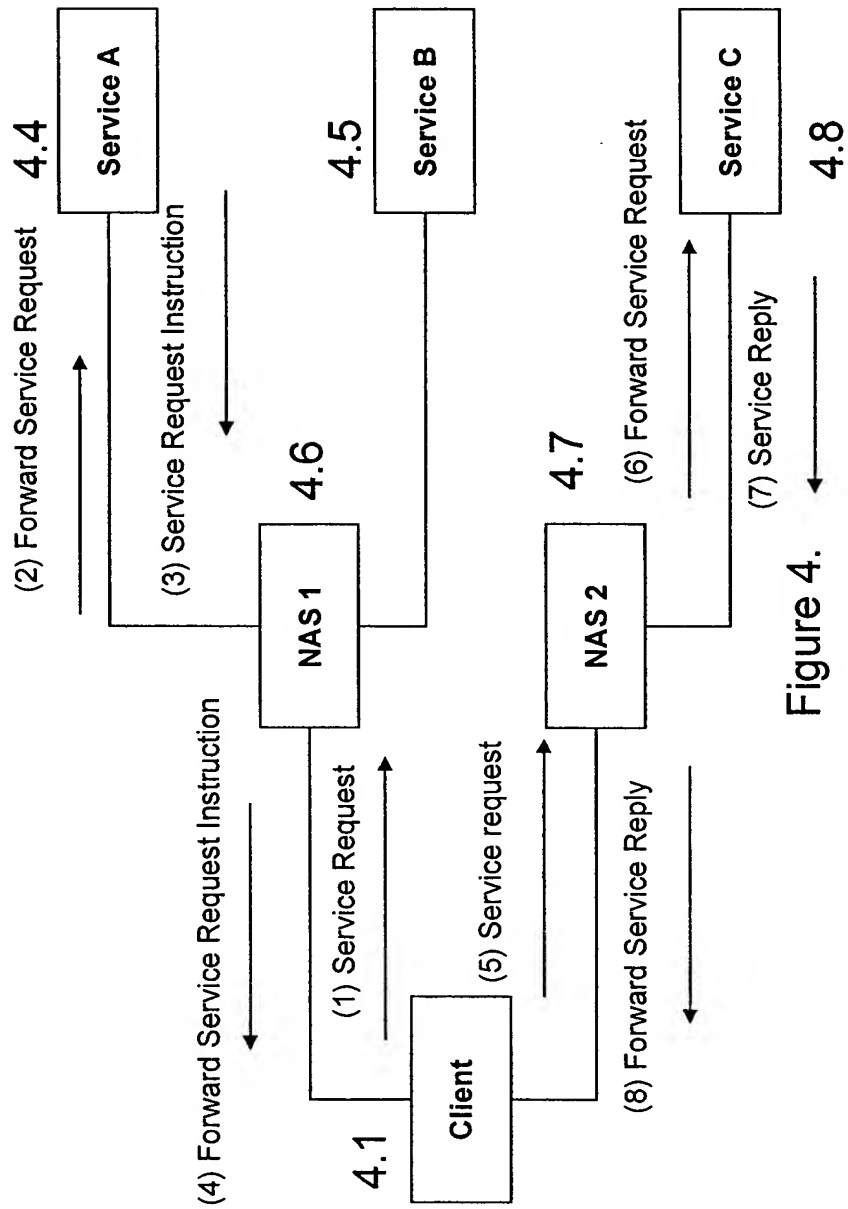 (2) Forward Service Request
4.4
Service A
(3) Service Request Instruction
4.5
Service B
(4) Forward Service Request Instruction
4.6
NAS 1
(1) Service Request
4.1
Client
(5) Service request
4.7
NAS 2
(6) Forward Service Request
Service C
(7) Service Reply
4.8
(8) Forward Service Reply
Figure 4.